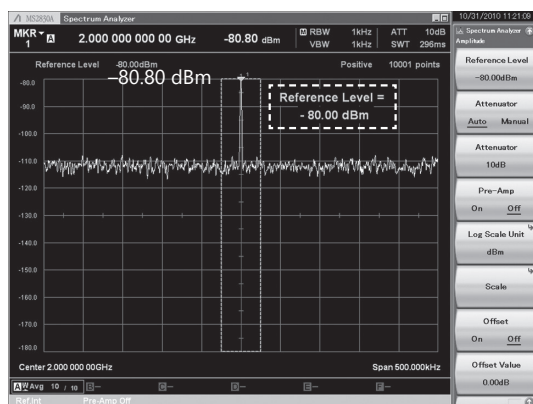 MS2830A Spectrum Analyzer
10/31/2010 11:21:09
MKR 1
2.000 000 000 00 GHz
-80.80 dBm
M RBW 1kHz
VBW 1kHz
ATT 10dB
SWT 296ms
Reference Level -80.00dBm
Positive 10001 points
−80.80 dBm
Reference Level =
- 80.00 dBm
1
-80.0
-90.0
-100.0
-110.0
-120.0
-130.0
-140.0
-150.0
-160.0
-170.0
-180.0
Center 2.000 000 00GHz
Span 500.000kHz
A W Avg 10 / 10
B-
C-
D-
E-
F-
Ref.Int Pre-Amp Off
Spectrum Analyzer
Amplitude
Reference Level
-80.00dBm
Attenuator
Auto Manual
Attenuator
10dB
Pre-Amp
On Off
Log Scale Unit
dBm
Scale
Offset
On Off
Offset Value
0.00dB